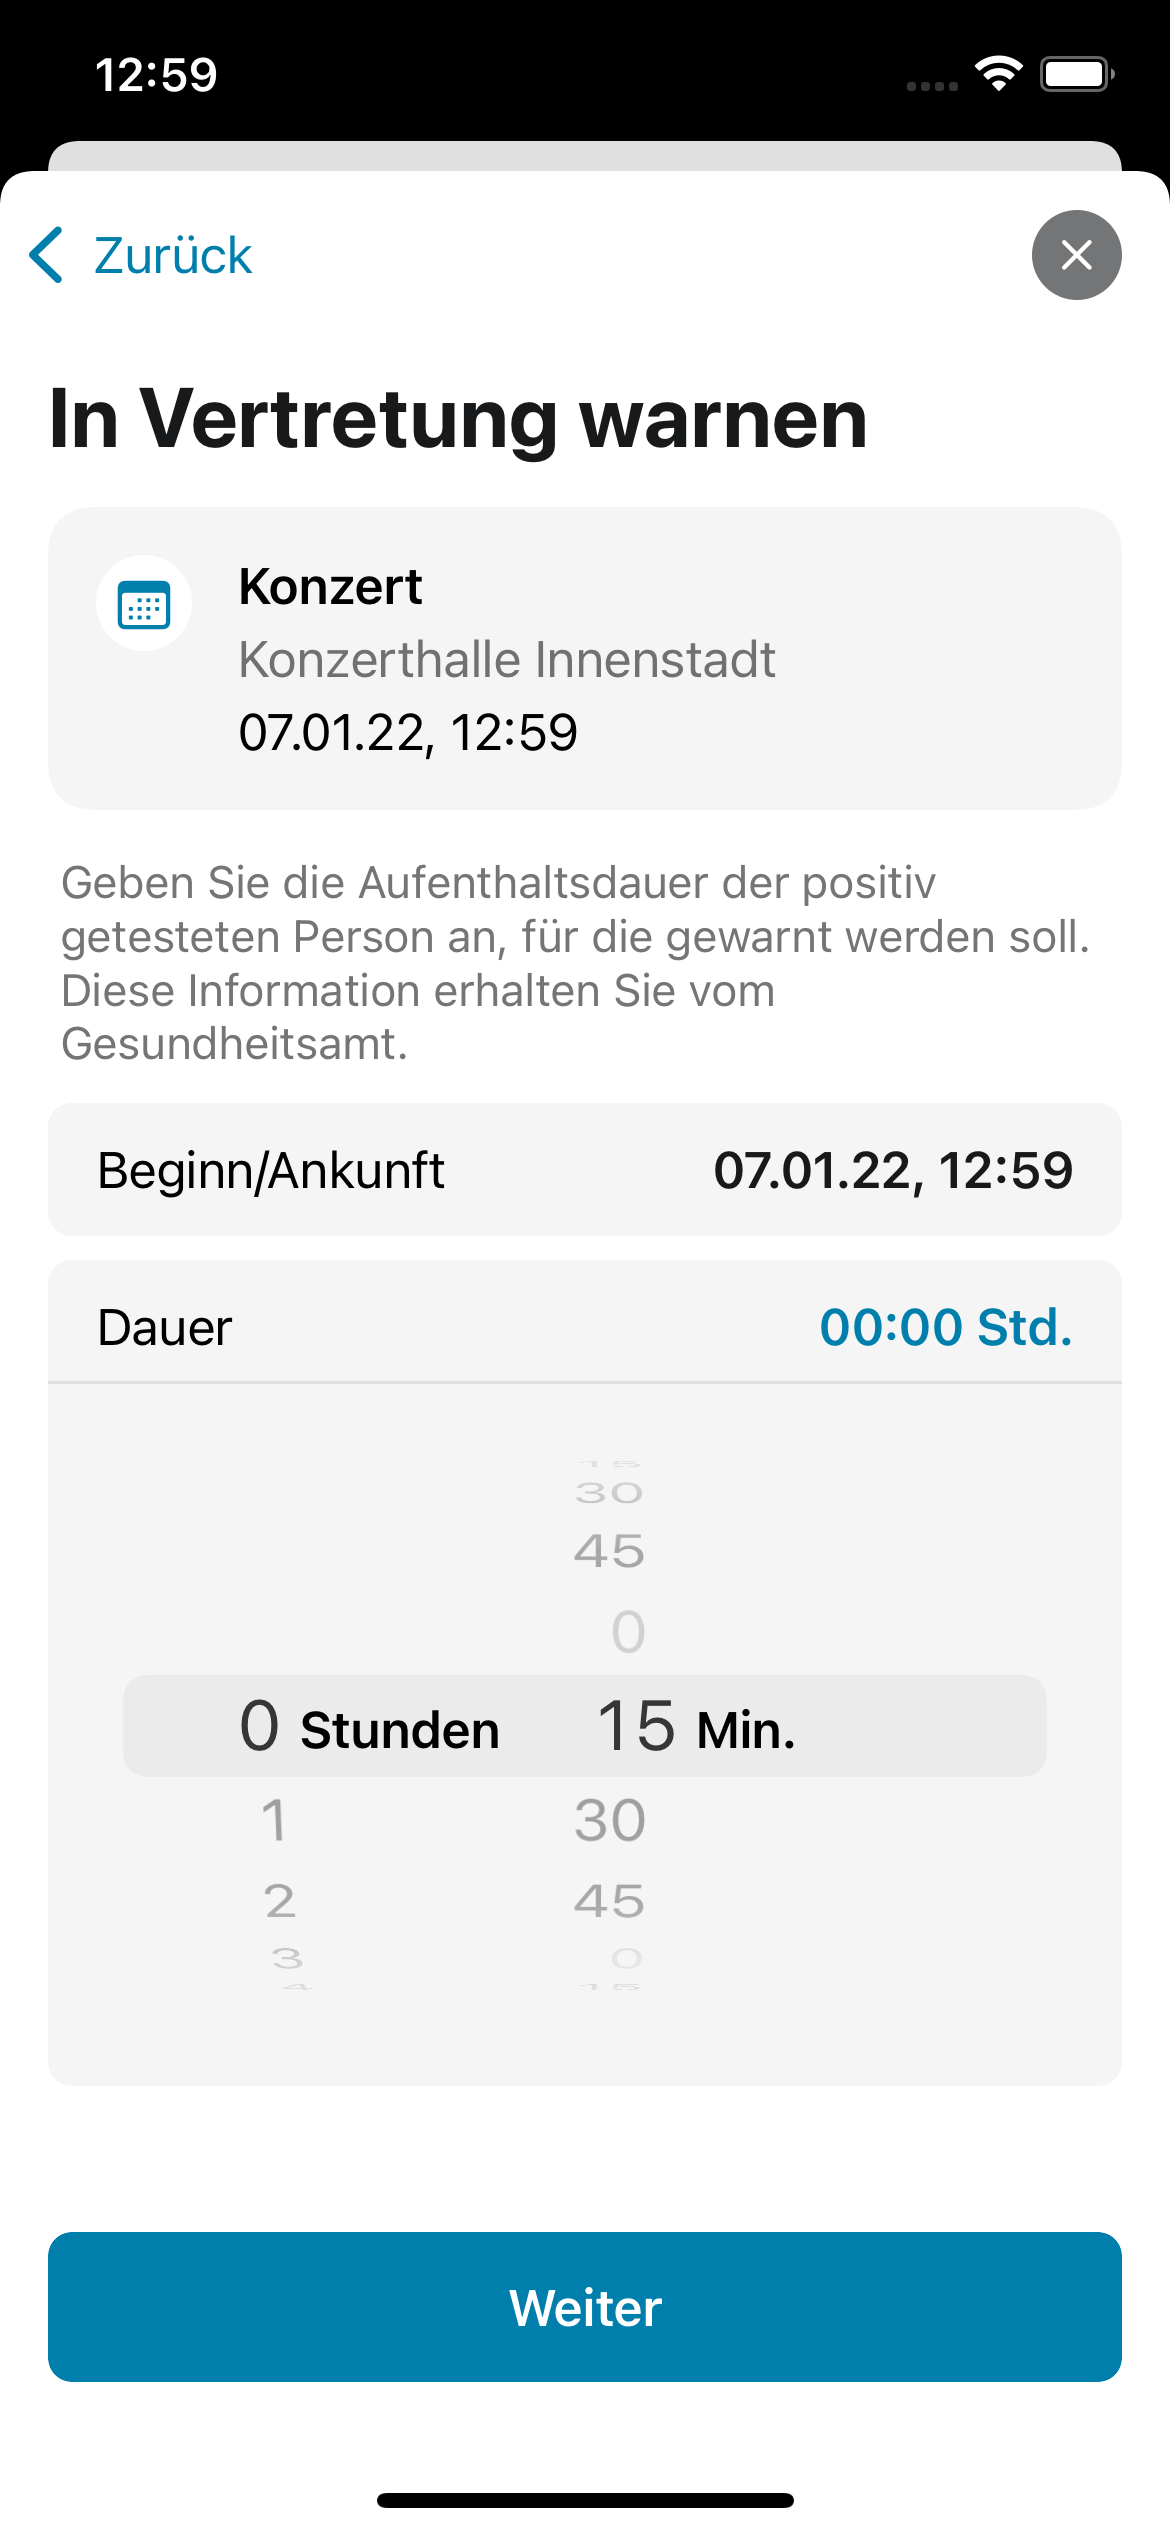 12:59
Zurück
In Vertretung warnen
Konzert
Konzerthalle Innenstadt
07.01.22, 12:59
Geben Sie die Aufenthaltsdauer der positiv
getesteten Person an, für die gewarnt werden soll.
Diese Information erhalten Sie vom
Gesundheitsamt.
Beginn/Ankunft 07.01.22, 12:59
Dauer 00:00 Std.
15
30
45
0
0 Stunden 15 Min.
1 30
2 45
3 0
4 15
Weiter